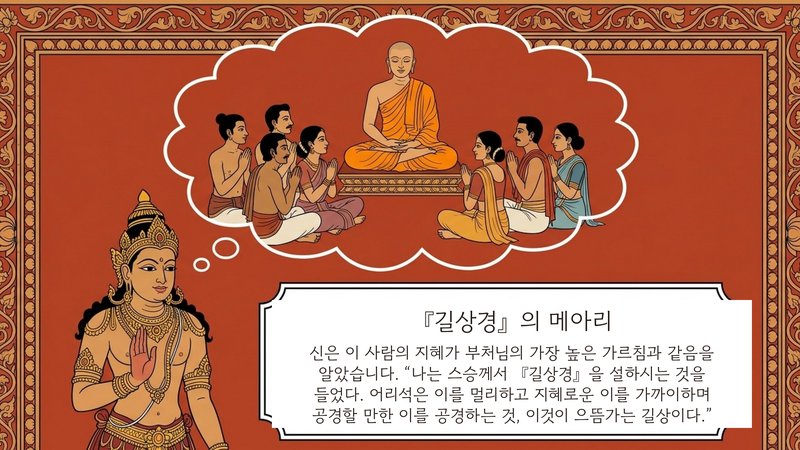 『길상경』의 메아리
신은 이 사람의 지혜가 부처님의 가장 높은 가르침과 같음을
알았습니다. “나는 스승께서 『길상경』을 설하시는 것을
들었다. 어리석은 이를 멀리하고 지혜로운 이를 가까이하며
공경할 만한 이를 공경하는 것, 이것이 으뜸가는 길상이다.”